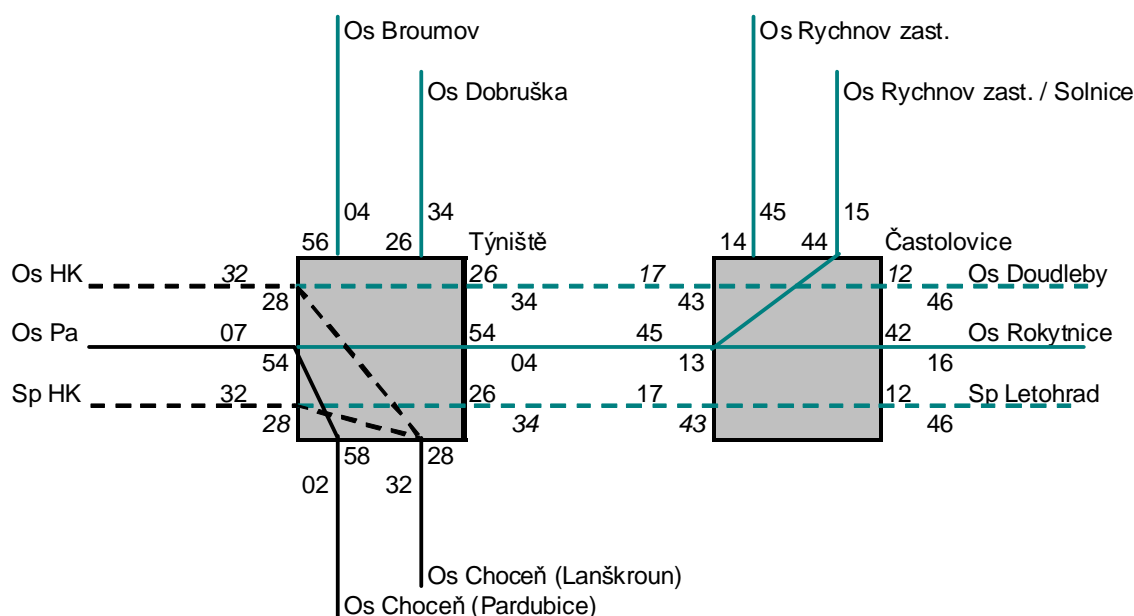 Os Broumov
Os Rychnov zast.
Os Dobruška
Os Rychnov zast. / Solnice
04
34
45
15
56
26
Týniště
14
44
Častolovice
Os HK
32
26
17
12
Os Doudleby
28
34
43
46
Os Pa
07
54
45
42
Os Rokytnice
54
04
13
16
Sp HK
32
26
17
12
Sp Letohrad
28
34
43
46
58
28
02
32
Os Choceň (Lanškroun)
Os Choceň (Pardubice)